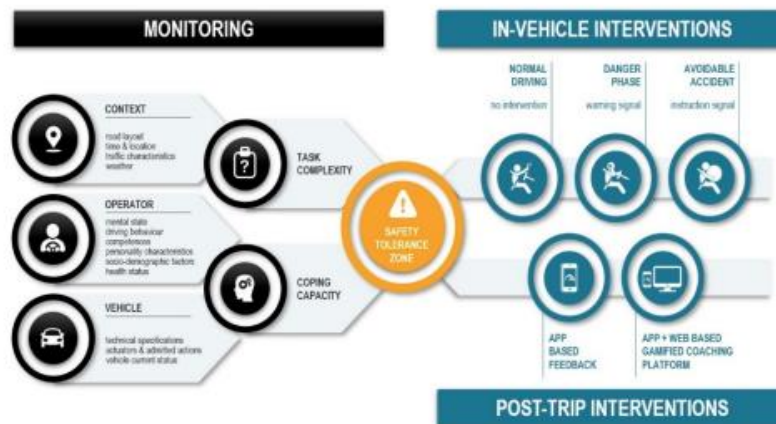 MONITORING
IN-VEHICLE INTERVENTIONS
CONTEXT
road layout
time & location
traffic characteristics
weather
OPERATOR
mental state
driving behaviour
competences
personality characteristics
socio-demographic factors
health status
VEHICLE
technical specifications
actuators & admitted actions
vehicle current status
?
TASK
COMPLEXITY
COPING
CAPACITY
SAFETY
TOLERANCE
ZONE
NORMAL
DRIVING
no intervention
DANGER
PHASE
warning signal
AVOIDABLE
ACCIDENT
instruction signal
APP
BASED
FEEDBACK
APP + WEB BASED
GAMIFIED COACHING
PLATFORM
POST-TRIP INTERVENTIONS